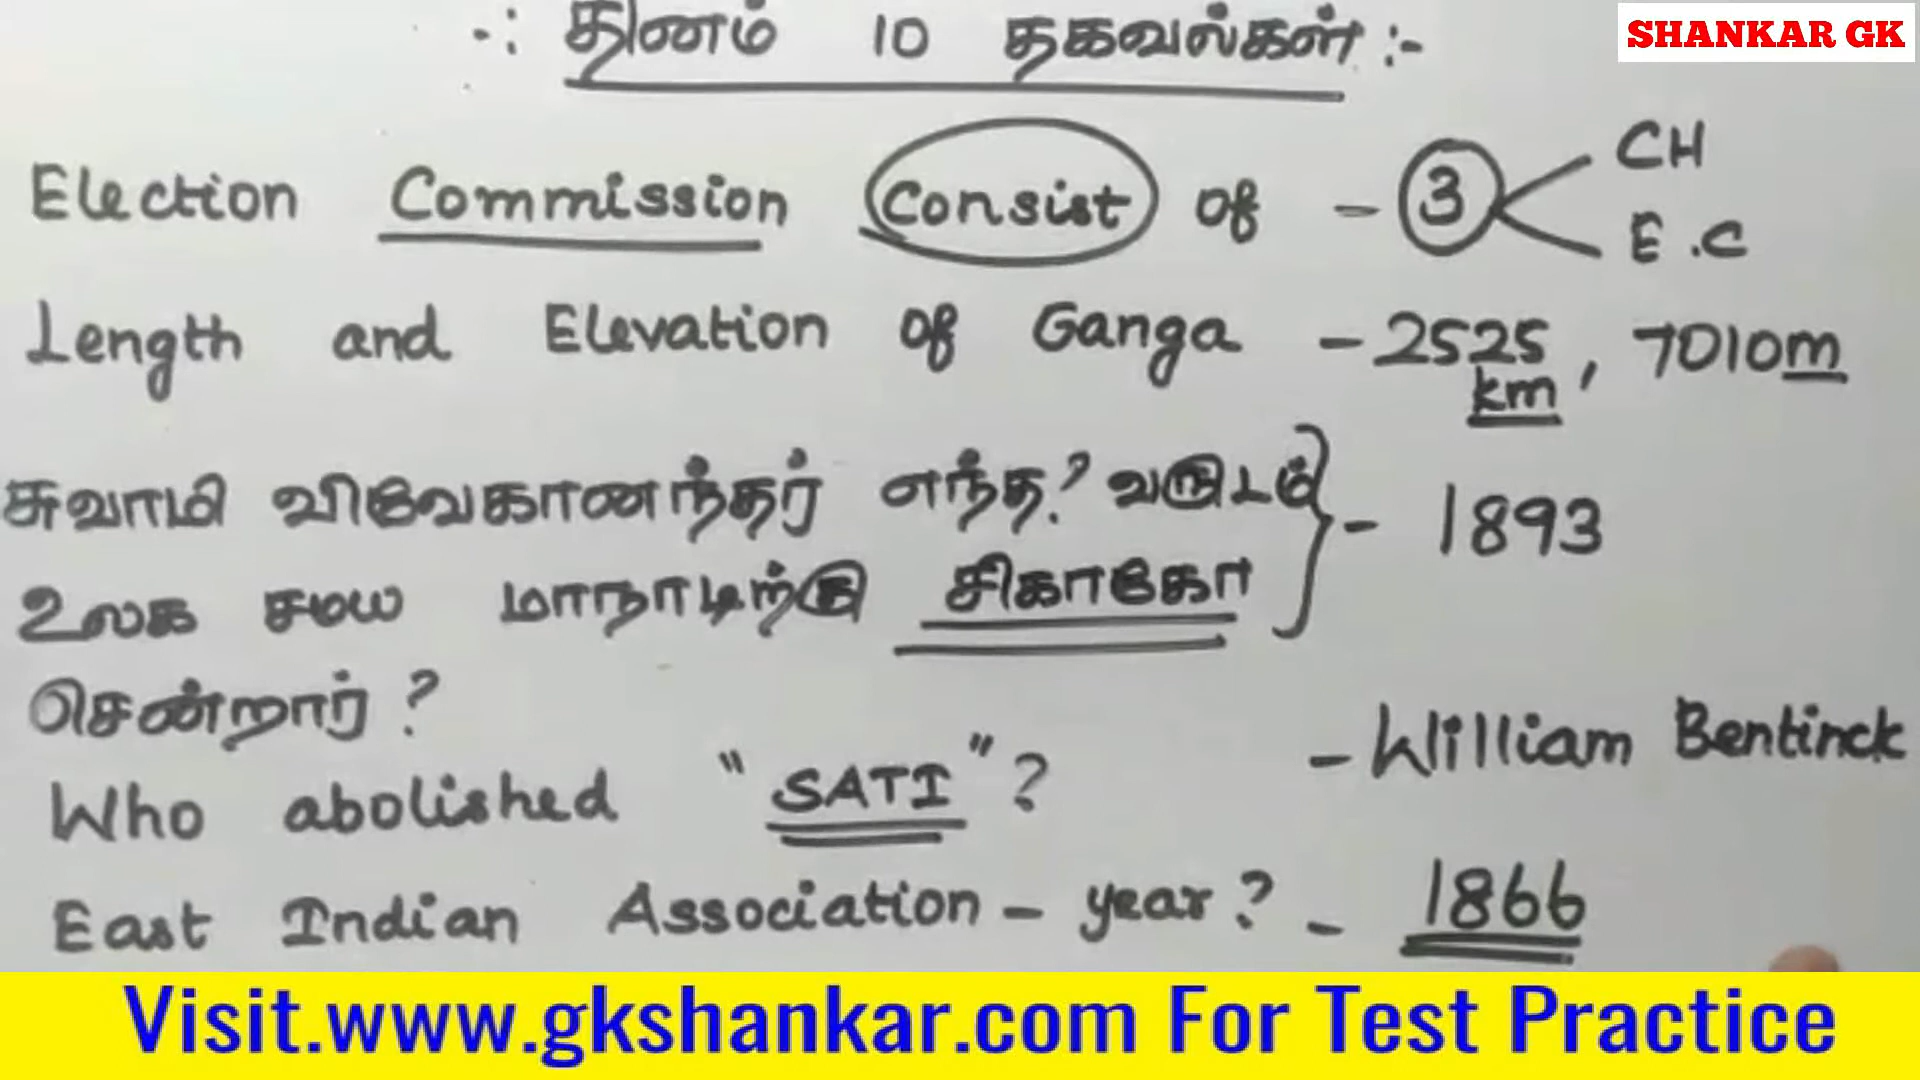 -: தினம் 10 தகவல்கள் :-
SHANKAR GK
Election Commission Consist of - 3 CH
E.C
Length and Elevation of Ganga - 2525 km, 7010m
சுவாமி விவேகானந்தர் எந்த? வருடம்
உலக சமய மாநாடிற்கு சிகாகோ
சென்றார்? - 1893
Who abolished "SATI"? - William Bentinck
East Indian Association - year? - 1866
Visit.www.gkshankar.com For Test Practice